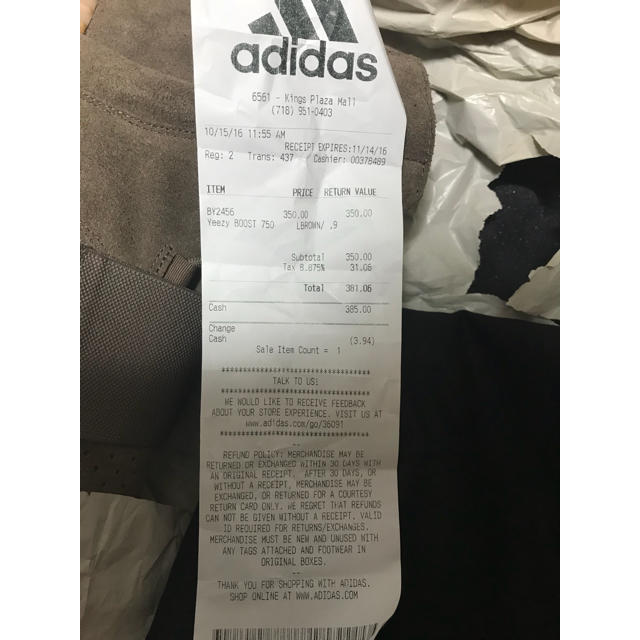 adidas
6561 - Kings Plaza Mall
(718) 951-0403
10/15/16 11:55 AM
RECEIPT EXPIRES:11/14/16
Reg: 2 Trans: 437 Cashier: 00378489
ITEM PRICE RETURN VALUE
BY2456 350.00 350.00
Yeezy BOOST 750 LBROWN/ ,9
Subtotal 350.00
Tax 8.875% 31.06
Total 381.06
Cash 385.00
Change
Cash (3.94)
Sale Item Count = 1
****************************************
TALK TO US!
****************************************
WE WOULD LIKE TO RECEIVE FEEDBACK
ABOUT YOUR STORE EXPERIENCE. VISIT US AT
www.adidas.com/go/36091
****************************************
--
REFUND POLICY: MERCHANDISE MAY BE
RETURNED OR EXCHANGED WITHIN 30 DAYS WITH
AN ORIGINAL RECEIPT. AFTER 30 DAYS, OR
WITHOUT A RECEIPT, MERCHANDISE MAY BE
EXCHANGED, OR RETURNED FOR A COURTESY
RETURN CARD ONLY. WE REGRET THAT REFUNDS
CAN NOT BE GIVEN WITHOUT A RECEIPT. VALID
ID REQUIRED FOR RETURNS/EXCHANGES.
MERCHANDISE MUST BE NEW AND UNUSED WITH
ANY TAGS ATTACHED AND FOOTWEAR IN
ORIGINAL BOXES.
--
THANK YOU FOR SHOPPING WITH ADIDAS.
SHOP ONLINE AT WWW.ADIDAS.COM